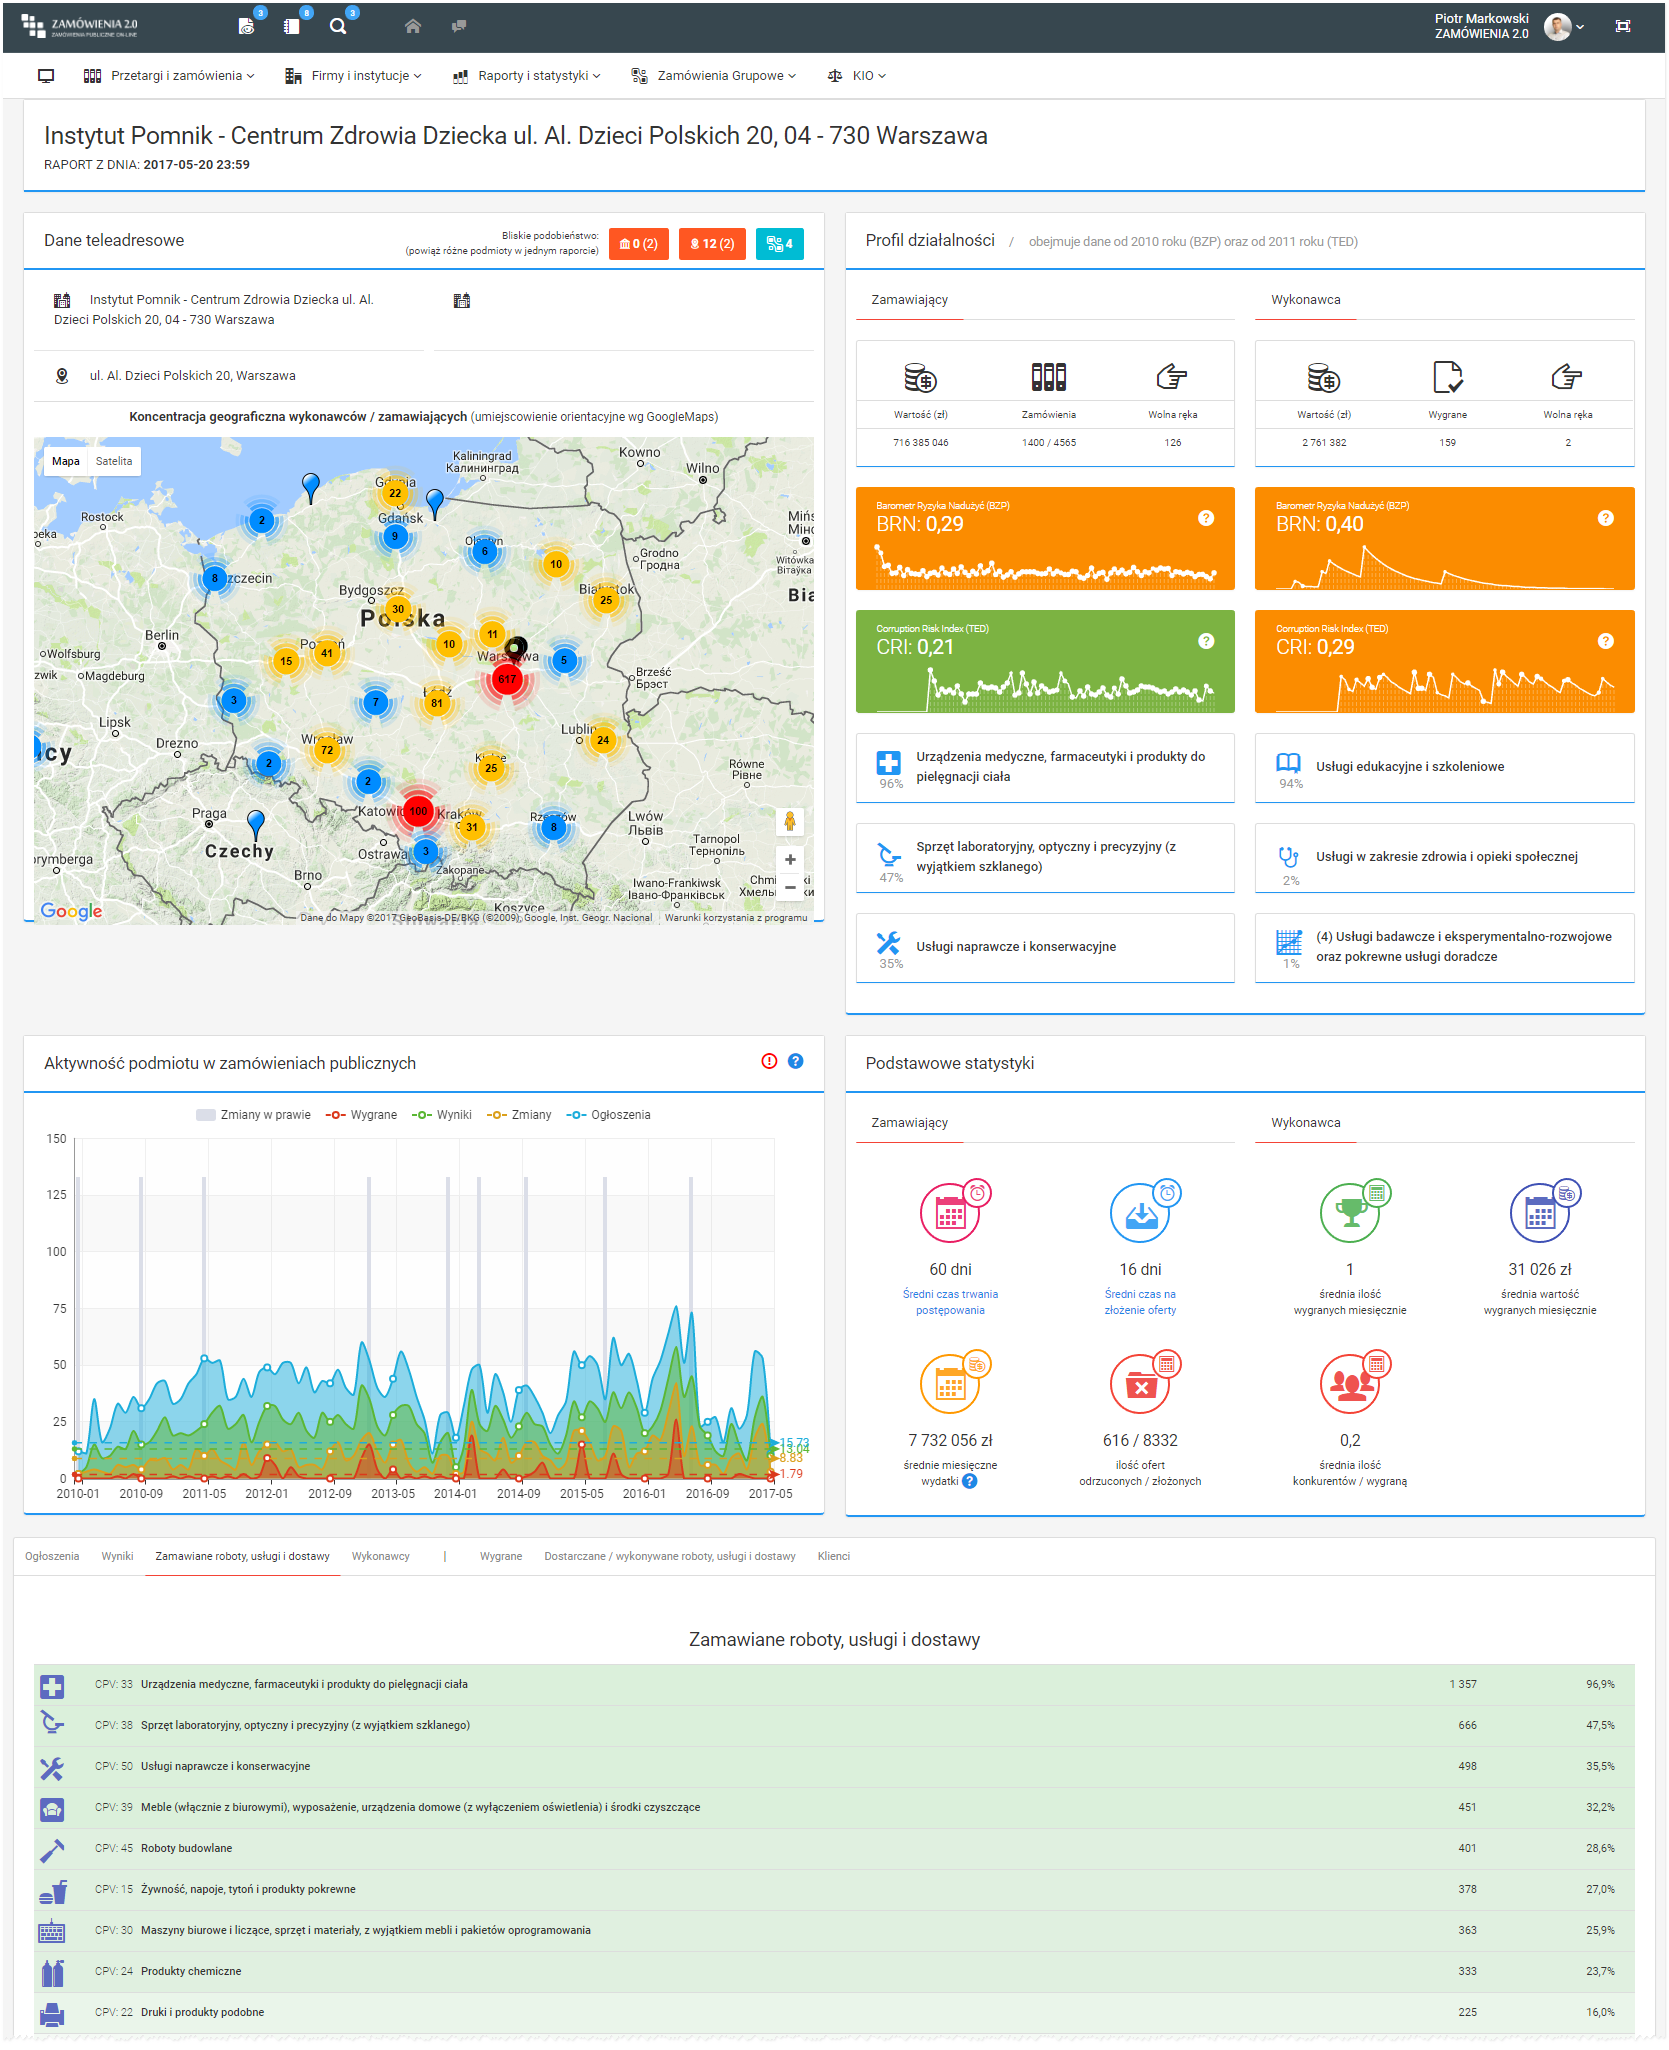 ZAMÓWIENIA 2.0
ZAMÓWIENIA PUBLICZNE ON-LINE
3
8
3
Piotr Markowski
ZAMÓWIENIA 2.0
Przetargi i zamówienia
Firmy i instytucje
Raporty i statystyki
Zamówienia Grupowe
KIO
Instytut Pomnik - Centrum Zdrowia Dziecka ul. Al. Dzieci Polskich 20, 04 - 730 Warszawa
RAPORT Z DNIA: 2017-05-20 23:59
Dane teleadresowe
Bliskie podobieństwo:
(powiąż różne podmioty w jednym raporcie)
0 (2)
12 (2)
4
Instytut Pomnik - Centrum Zdrowia Dziecka ul. Al.
Dzieci Polskich 20, 04 - 730 Warszawa
ul. Al. Dzieci Polskich 20, Warszawa
Koncentracja geograficzna wykonawców / zamawiających (umiejscowienie orientacyjne wg GoogleMaps)
Mapa Satelita
Kaliningrad
Калининград
Kowno
Wilno
Gdynia
22
Gdańsk
9
2
Rostock
6
10
Grodno
Гродна
Witówka
Вітаўка
8
Bydgoszcz
30
Polska
25
Berlin
Wolfsburg
Magdeburg
15
41
10
11
Warszawa
617
5
Brześć
Брэст
3
7
81
Lipsk
Drezno
72
Lublin
24
25
2
2
Równe
Рівне
Praga
Katowice
100
Kraków
31
8
Lwów
Львів
Tarnopol
Тернопіль
Czechy
Ostrawa
3
Zakopane
Brno
Iwano-Frankiwsk
Івано-Франківськ
Koszyce
Google
Dane do Mapy ©2017 GeoBasis-DE/BKG (©2009), Google, Inst. Geogr. Nacional
Warunki korzystania z programu
Profil działalności / obejmuje dane od 2010 roku (BZP) oraz od 2011 roku (TED)
Zamawiający
Wykonawca
Wartość (zł) Zamówienia Wolna ręka
716 385 046 1400 / 4565 126
Wartość (zł) Wygrane Wolna ręka
2 761 382 159 2
Barometr Ryzyka Nadużyć (BZP)
BRN: 0,29
Barometr Ryzyka Nadużyć (BZP)
BRN: 0,40
Corruption Risk Index (TED)
CRI: 0,21
Corruption Risk Index (TED)
CRI: 0,29
Urządzenia medyczne, farmaceutyki i produkty do
pielęgnacji ciała
96%
Usługi edukacyjne i szkoleniowe
94%
Sprzęt laboratoryjny, optyczny i precyzyjny (z
wyjątkiem szklanego)
47%
Usługi w zakresie zdrowia i opieki społecznej
2%
Usługi naprawcze i konserwacyjne
35%
(4) Usługi badawcze i eksperymentalno-rozwojowe
oraz pokrewne usługi doradcze
1%
Aktywność podmiotu w zamówieniach publicznych
Zmiany w prawie Wygrane Wyniki Zmiany Ogłoszenia
150
125
100
75
50
25
0
15.73
13.04
8.83
1.79
2010-01 2010-09 2011-05 2012-01 2012-09 2013-05 2014-01 2014-09 2015-05 2016-01 2016-09 2017-05
Podstawowe statystyki
Zamawiający
Wykonawca
60 dni
Średni czas trwania
postępowania
16 dni
Średni czas na
złożenie oferty
1
średnia ilość
wygranych miesięcznie
31 026 zł
średnia wartość
wygranych miesięcznie
7 732 056 zł
średnie miesięczne
wydatki
616 / 8332
ilość ofert
odrzuconych / złożonych
0,2
średnia ilość
konkurentów / wygraną
Ogłoszenia Wyniki Zamawiane roboty, usługi i dostawy Wykonawcy | Wygrane Dostarczane / wykonywane roboty, usługi i dostawy Klienci
Zamawiane roboty, usługi i dostawy
CPV: 33 Urządzenia medyczne, farmaceutyki i produkty do pielęgnacji ciała 1 357 96,9%
CPV: 38 Sprzęt laboratoryjny, optyczny i precyzyjny (z wyjątkiem szklanego) 666 47,5%
CPV: 50 Usługi naprawcze i konserwacyjne 498 35,5%
CPV: 39 Meble (włącznie z biurowymi), wyposażenie, urządzenia domowe (z wyłączeniem oświetlenia) i środki czyszczące 451 32,2%
CPV: 45 Roboty budowlane 401 28,6%
CPV: 15 Żywność, napoje, tytoń i produkty pokrewne 378 27,0%
CPV: 30 Maszyny biurowe i liczące, sprzęt i materiały, z wyjątkiem mebli i pakietów oprogramowania 363 25,9%
CPV: 24 Produkty chemiczne 333 23,7%
CPV: 22 Druki i produkty podobne 225 16,0%